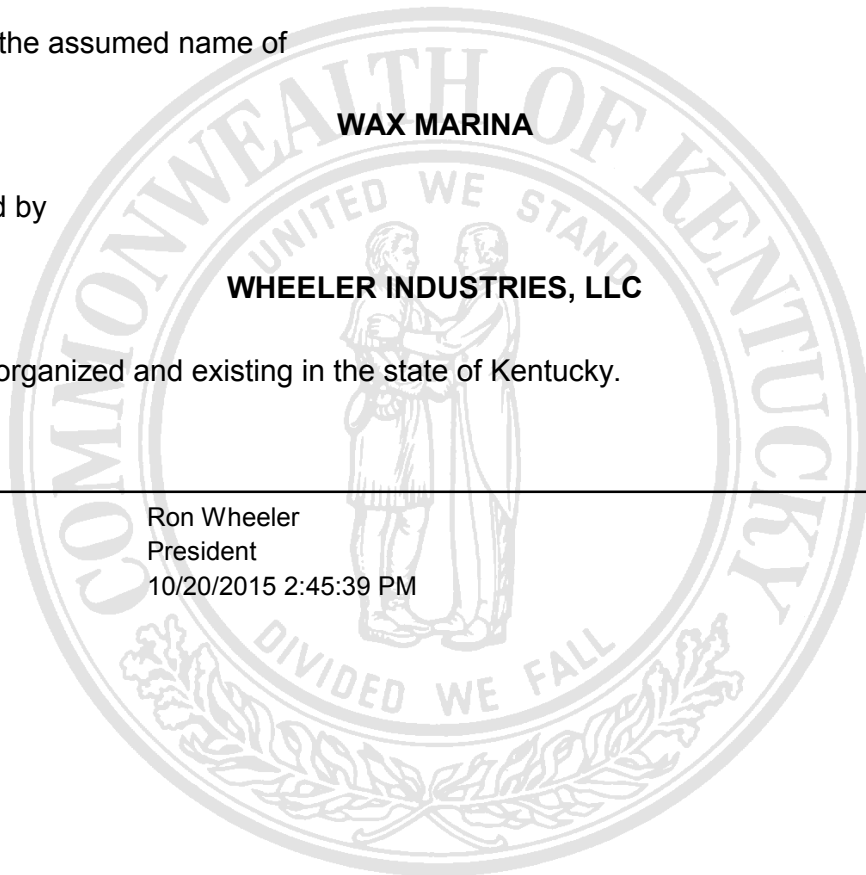 the assumed name of
WAX MARINA
d by
WHEELER INDUSTRIES, LLC
organized and existing in the state of Kentucky.
Ron Wheeler
President
10/20/2015 2:45:39 PM
COMMONWEALTH OF KENTUCKY
UNITED WE STAND
DIVIDED WE FALL